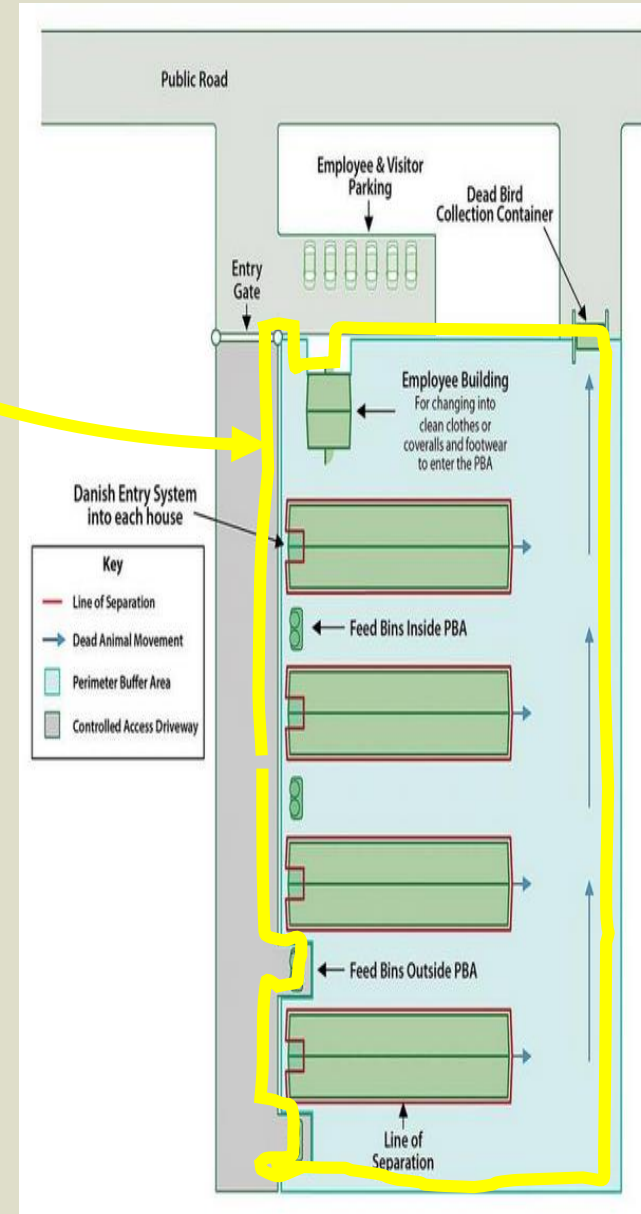 Public Road
Employee & Visitor
Parking
Dead Bird
Collection Container
Entry
Gate
Employee Building
For changing into
clean clothes or
coveralls and footwear
to enter the PBA
Danish Entry System
into each house
Key
Line of Separation
Dead Animal Movement
Perimeter Buffer Area
Controlled Access Driveway
Feed Bins Inside PBA
Feed Bins Outside PBA
Line of
Separation